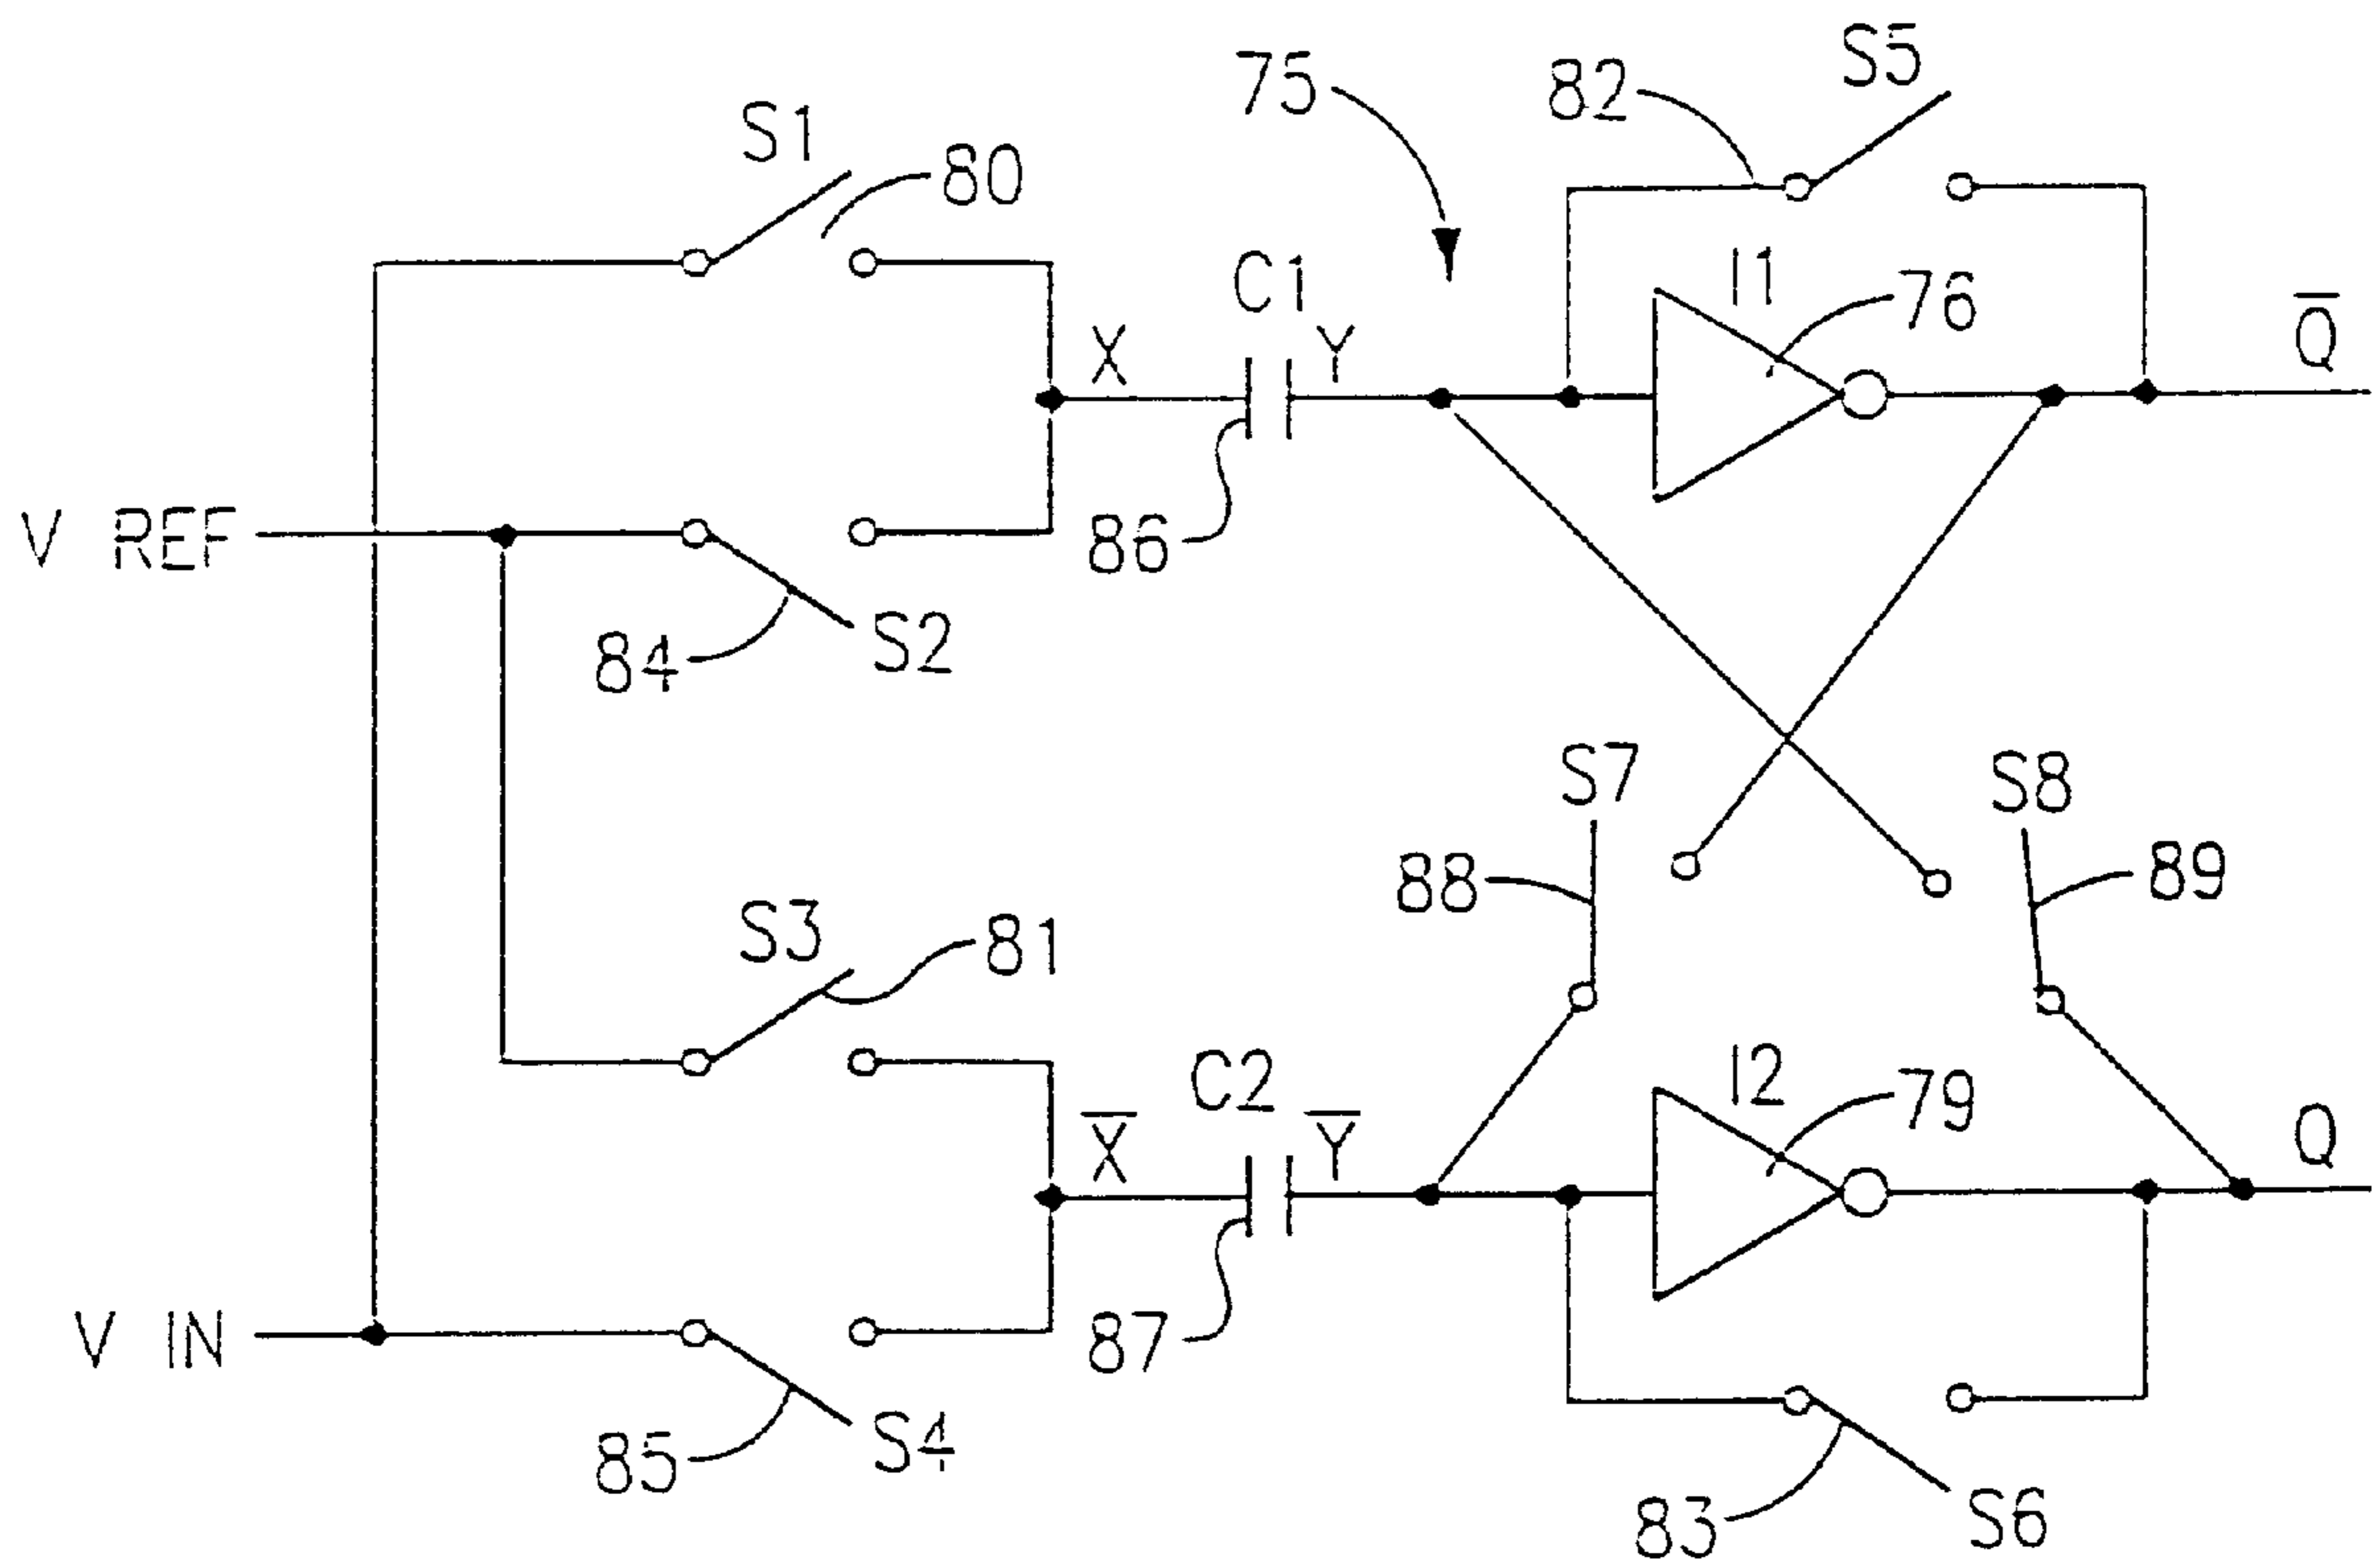 S5
75
82
S1
80
C1
I1
76
Q̅
X
Y
V REF
86
S2
84
S7
S8
88
89
S3
81
C2
I2
79
X̅
Y̅
Q
V IN
87
S4
85
S6
83